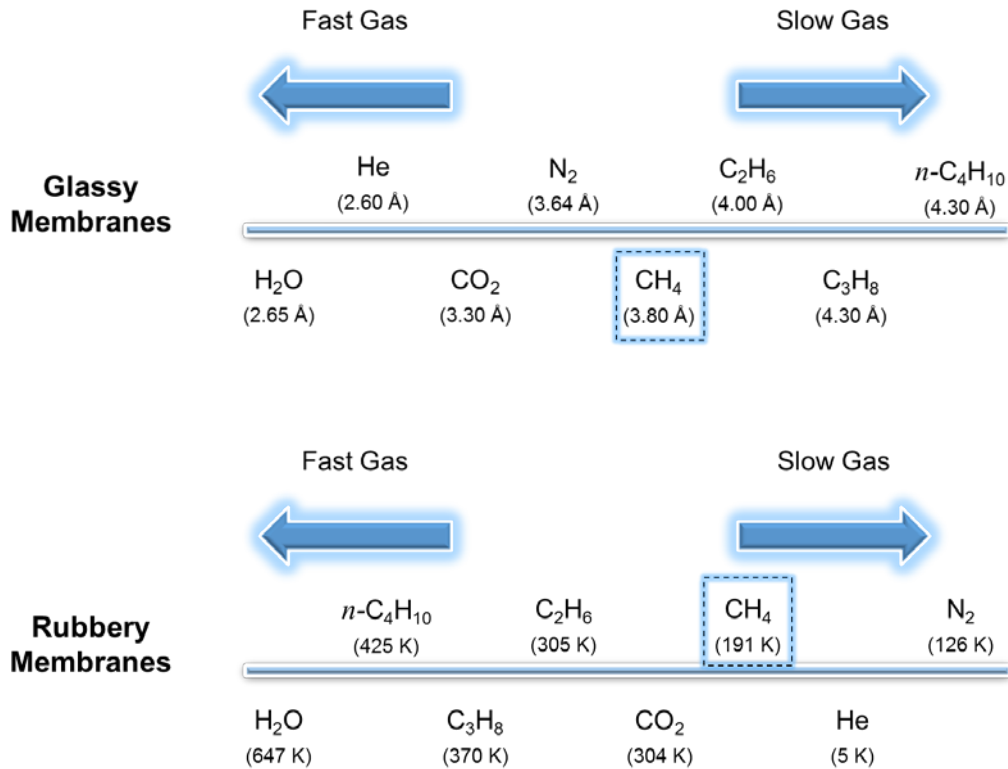 Fast Gas
Slow Gas
He
N₂
C₂H₆
n-C₄H₁₀
(2.60 Å)
(3.64 Å)
(4.00 Å)
(4.30 Å)
Glassy
Membranes
H₂O
CO₂
CH₄
C₃H₈
(2.65 Å)
(3.30 Å)
(3.80 Å)
(4.30 Å)
Fast Gas
Slow Gas
n-C₄H₁₀
C₂H₆
CH₄
N₂
(425 K)
(305 K)
(191 K)
(126 K)
Rubbery
Membranes
H₂O
C₃H₈
CO₂
He
(647 K)
(370 K)
(304 K)
(5 K)